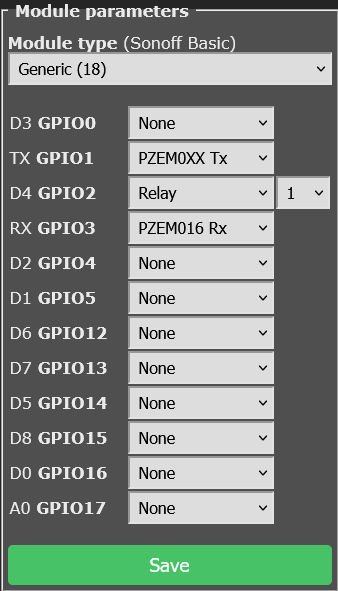 Module parameters
Module type (Sonoff Basic)
Generic (18)
D3 GPIO0 None
TX GPIO1 PZEM0XX Tx
D4 GPIO2 Relay 1
RX GPIO3 PZEM016 Rx
D2 GPIO4 None
D1 GPIO5 None
D6 GPIO12 None
D7 GPIO13 None
D5 GPIO14 None
D8 GPIO15 None
D0 GPIO16 None
A0 GPIO17 None
Save